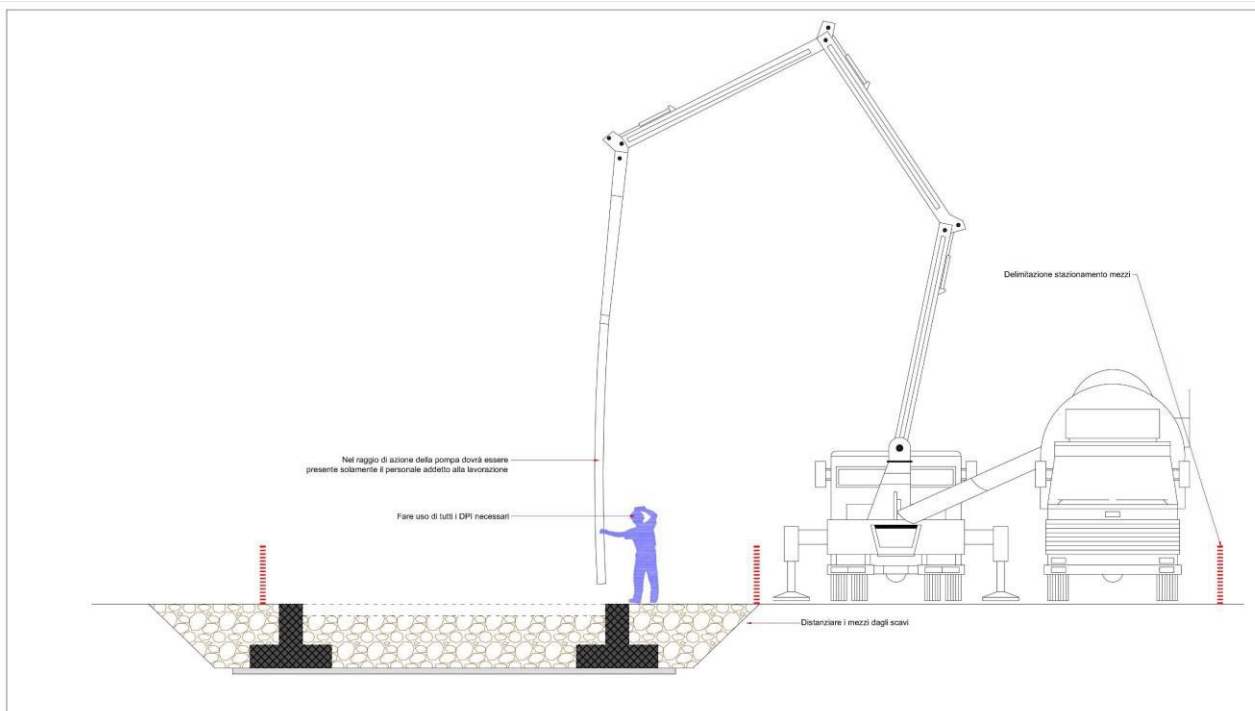 Delimitazione stazionamento mezzi
Nel raggio di azione della pompa dovrà essere
presente solamente il personale addetto alla lavorazione
Fare uso di tutti i DPI necessari
Distanziare i mezzi dagli scavi